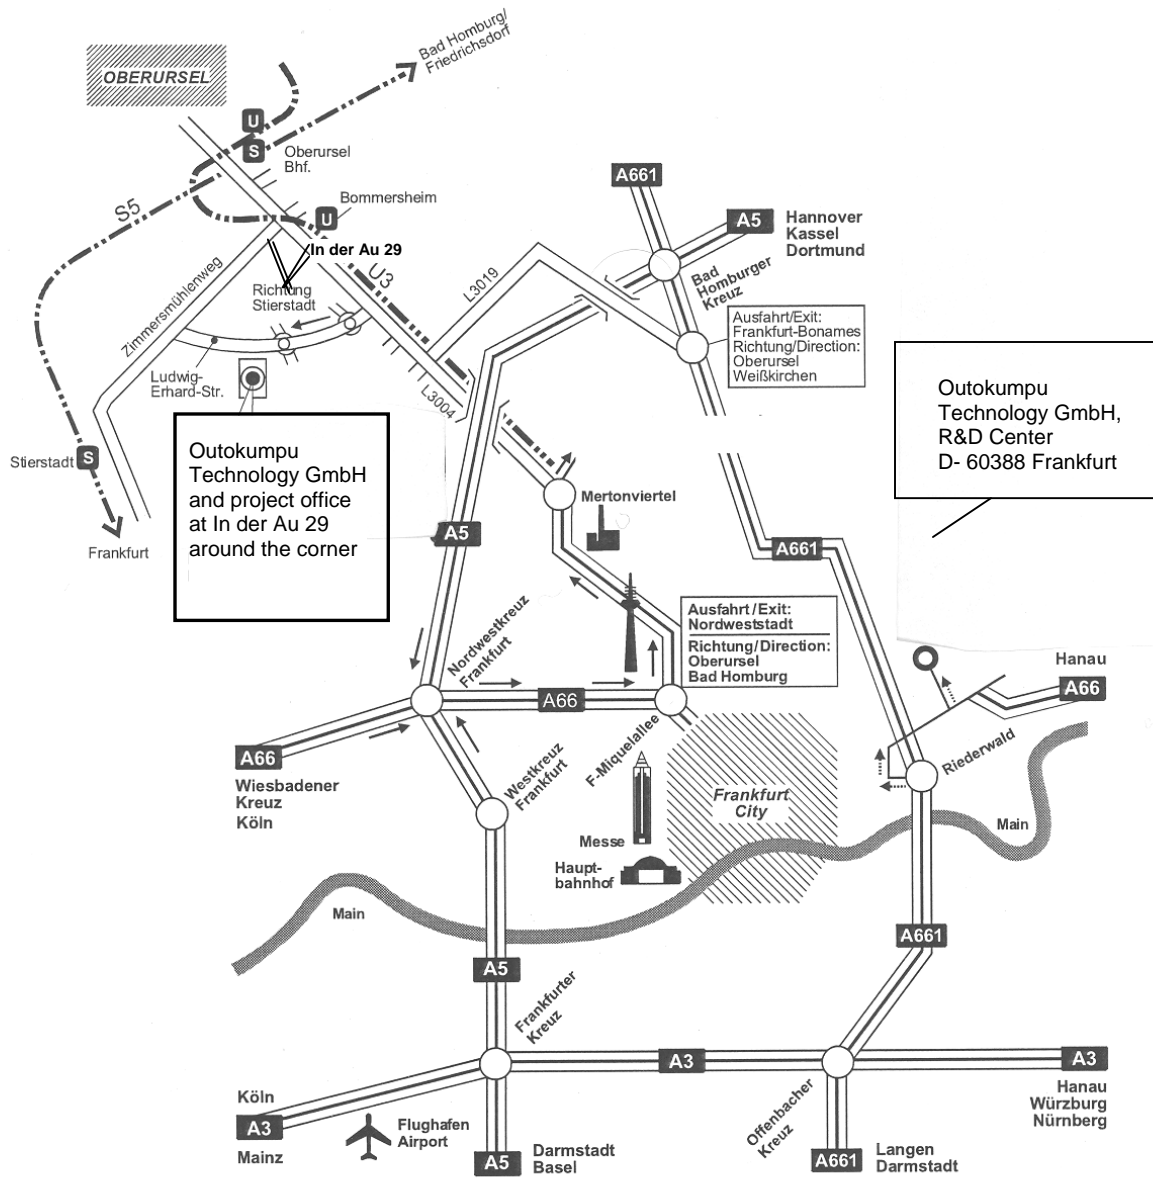 Bad Homburg/
Friedrichsdorf
OBERURSEL
U
S
Oberursel
Bhf.
S5
U
Bommersheim
In der Au 29
U3
Richtung
Stierstadt
Zimmersmühlenweg
L3019
Ludwig-
Erhard-Str.
L3004
Stierstadt
S
Frankfurt
A661
A5
Hannover
Kassel
Dortmund
Bad
Homburger
Kreuz
Ausfahrt/Exit:
Frankfurt-Bonames
Richtung/Direction:
Oberursel
Weißkirchen
Outokumpu
Technology GmbH,
R&D Center
D- 60388 Frankfurt
Outokumpu
Technology GmbH
and project office
at In der Au 29
around the corner
Mertonviertel
A5
A661
Ausfahrt/Exit:
Nordweststadt
Richtung/Direction:
Oberursel
Bad Homburg
Nordwestkreuz
Frankfurt
A66
Hanau
A66
A66
Wiesbadener
Kreuz
Köln
Westkreuz
Frankfurt
F-Miquelallee
Riederwald
Frankfurt
City
Messe
Haupt-
bahnhof
Main
Main
A661
A5
Frankfurter
Kreuz
A3
A3
Hanau
Würzburg
Nürnberg
Köln
A3
Mainz
Flughafen
Airport
A5
Darmstadt
Basel
Offenbacher
Kreuz
A661
Langen
Darmstadt